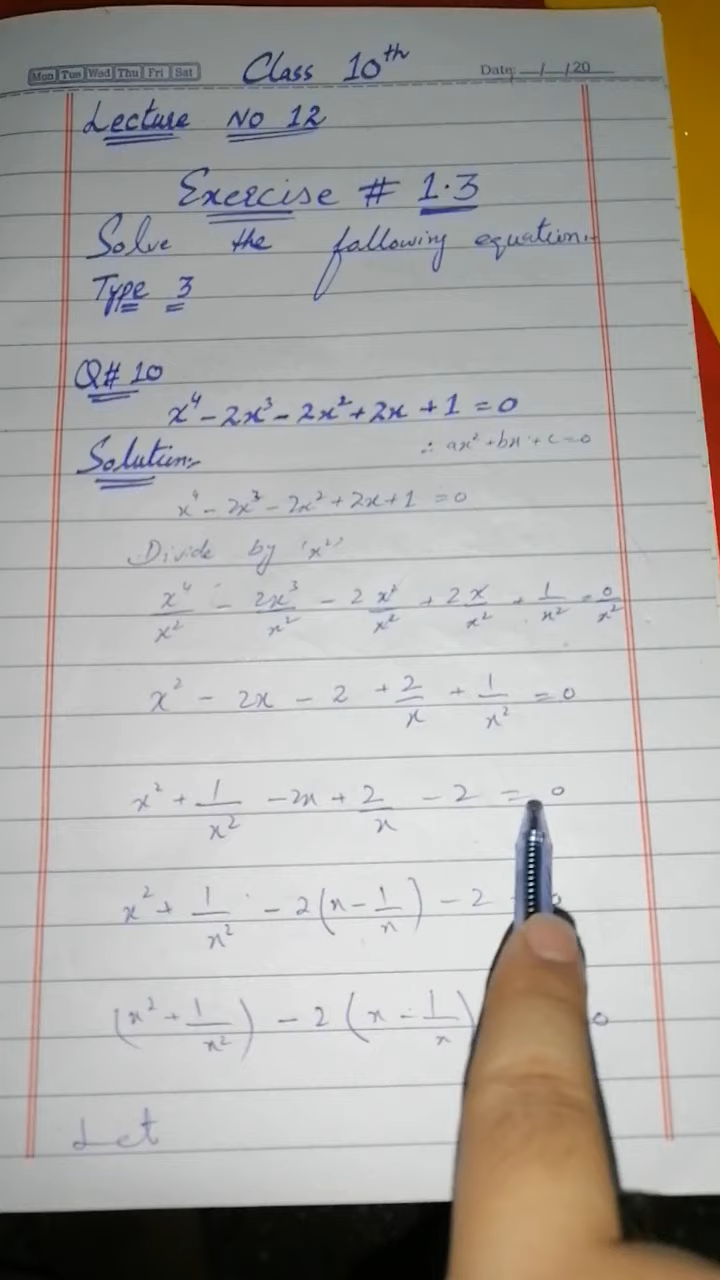 Mon Tue Wed Thu Fri Sat Class 10th Date: __/__/20
Lecture No 12
Exercise # 1.3
Solve the following equation:-
Type 3
Q# 10
x⁴ - 2x³ - 2x² + 2x + 1 = 0
Solution:- ∴ ax² + bx + c = 0
x⁴ - 2x³ - 2x² + 2x + 1 = 0
Divide by 'x²'
x⁴/x² - 2x³/x² - 2x²/x² + 2x/x² + 1/x² = 0/x²
x² - 2x - 2 + 2/x + 1/x² = 0
x² + 1/x² - 2x + 2/x - 2 = 0
x² + 1/x² - 2(x - 1/x) - 2
(x² + 1/x²) - 2(x - 1/x) 0
Let